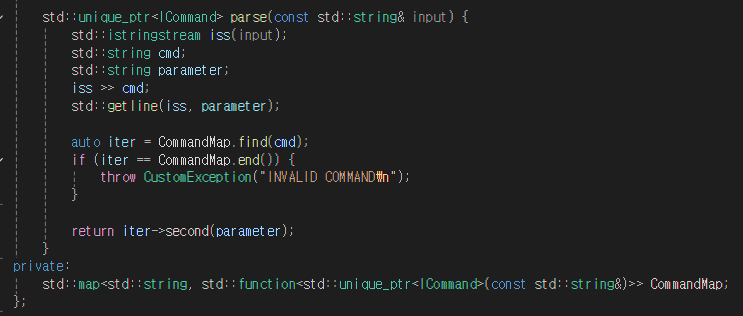 std::unique_ptr<ICommand> parse(const std::string& input) {
std::istringstream iss(input);
std::string cmd;
std::string parameter;
iss >> cmd;
std::getline(iss, parameter);
auto iter = CommandMap.find(cmd);
if (iter == CommandMap.end()) {
throw CustomException("INVALID COMMAND₩n");
}
return iter->second(parameter);
}
private:
std::map<std::string, std::function<std::unique_ptr<ICommand>(const std::string&)>> CommandMap;
};